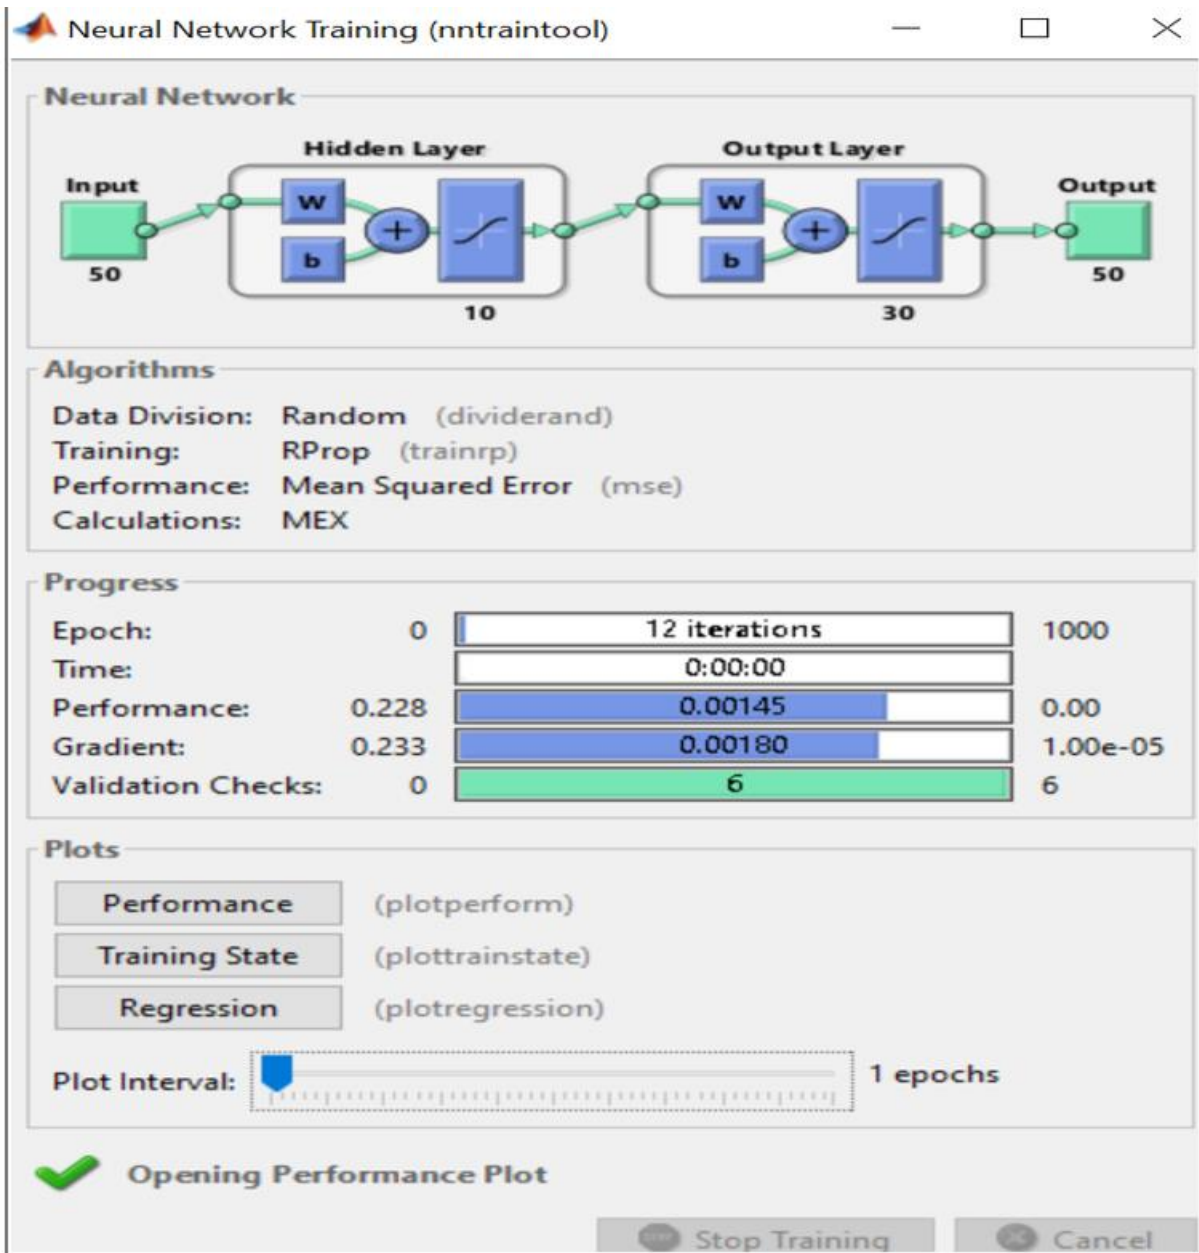 Neural Network Training (nntraintool)
Neural Network
Hidden Layer
Output Layer
Input
Output
W
b
W
b
50
10
30
50
Algorithms
Data Division: Random (dividerand)
Training: RProp (trainrp)
Performance: Mean Squared Error (mse)
Calculations: MEX
Progress
Epoch: 0 12 iterations 1000
Time: 0:00:00
Performance: 0.228 0.00145 0.00
Gradient: 0.233 0.00180 1.00e-05
Validation Checks: 0 6 6
Plots
Performance (plotperform)
Training State (plottrainstate)
Regression (plotregression)
Plot Interval: 1 epochs
Opening Performance Plot
Stop Training Cancel